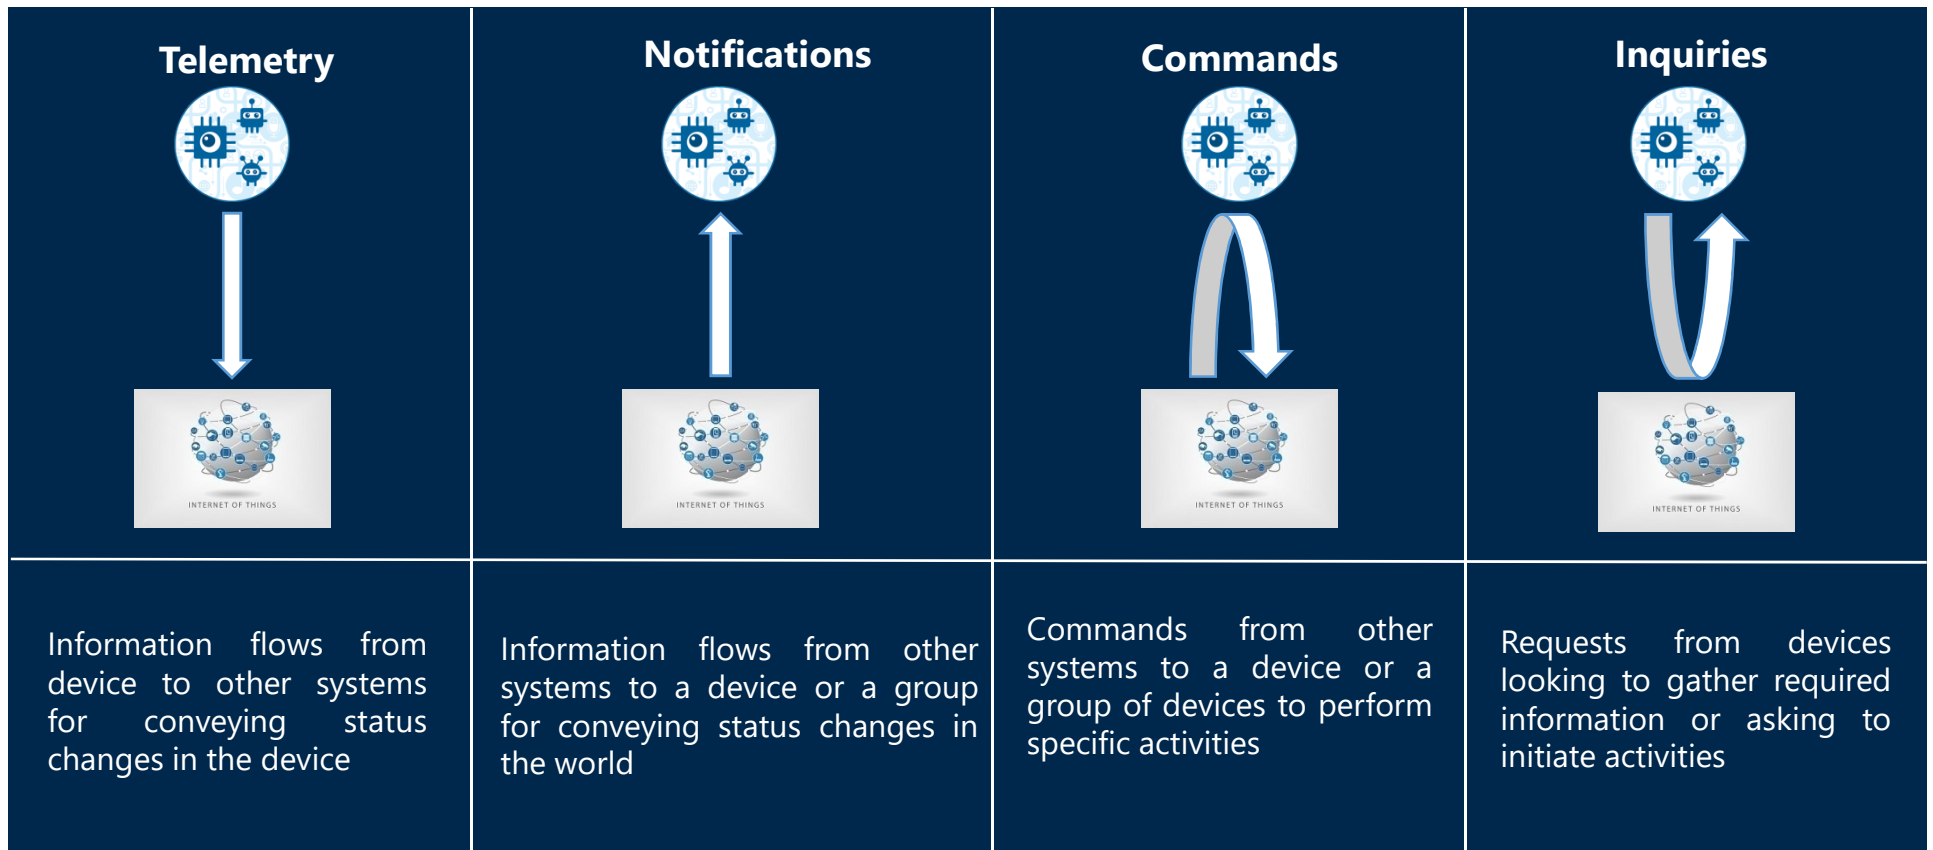 Telemetry
INTERNET OF THINGS
Information flows from
device to other systems
for conveying status
changes in the device
Notifications
INTERNET OF THINGS
Information flows from other
systems to a device or a group
for conveying status changes in
the world
Commands
INTERNET OF THINGS
Commands from other
systems to a device or a
group of devices to perform
specific activities
Inquiries
INTERNET OF THINGS
Requests from devices
looking to gather required
information or asking to
initiate activities